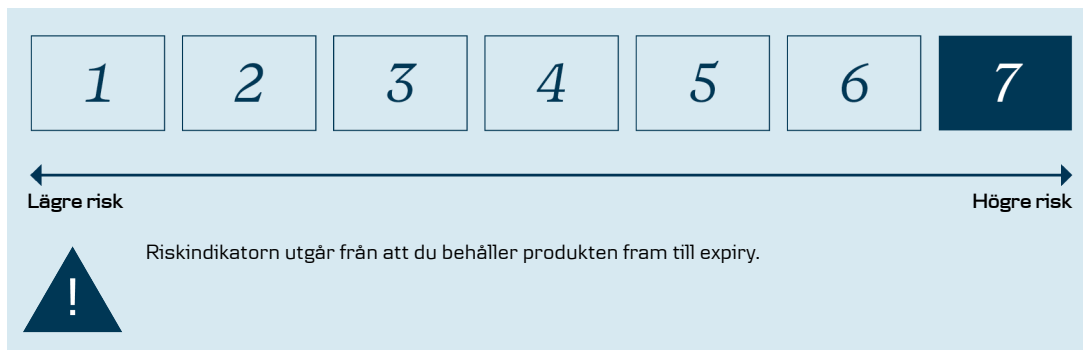 1 2 3 4 5 6 7
Lägre risk Högre risk
Riskindikatorn utgår från att du behåller produkten fram till expiry.
!